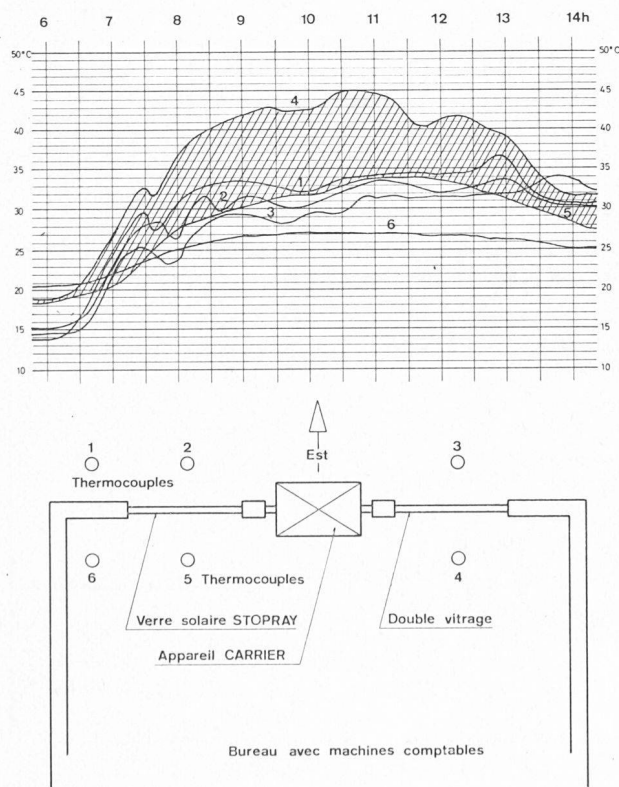 6 7 8 9 10 11 12 13 14h
50°C 50°C
45 45
4
40 40
35 35
1
2
30 30
3 5
6
25 25
20 20
15 15
10 10
Est
1 2 3
Thermocouples
6 5 Thermocouples 4
Verre solaire STOPRAY Double vitrage
Appareil CARRIER
Bureau avec machines comptables